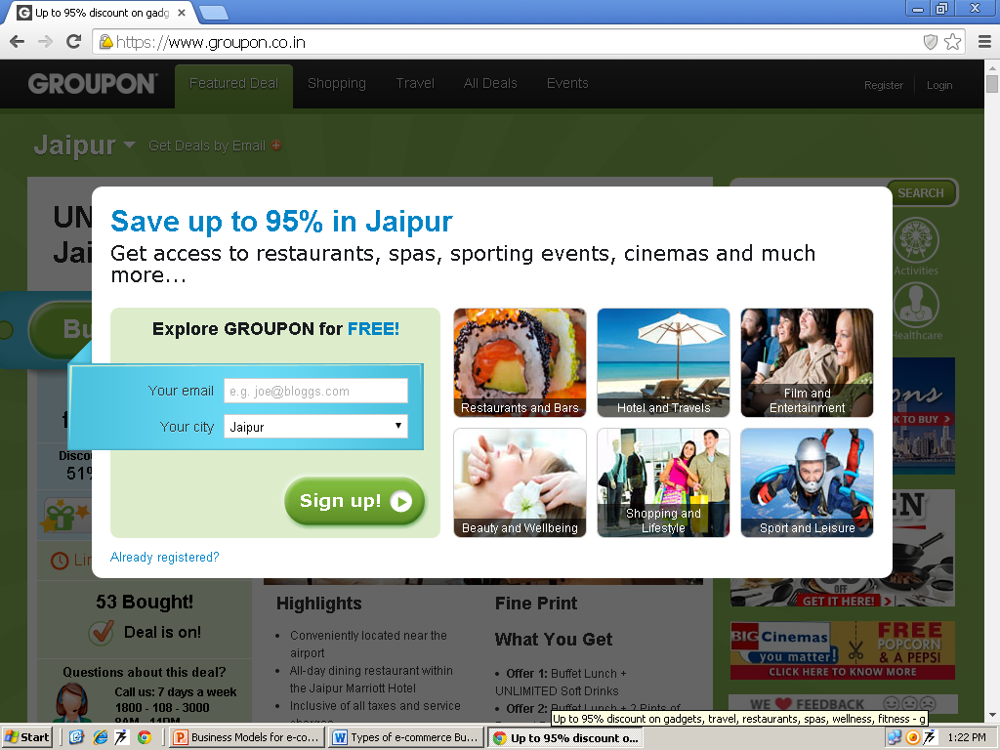 Up to 95% discount on gadg
https://www.groupon.co.in
GROUPON
Featured Deal
Shopping
Travel
All Deals
Events
Register
Login
Jaipur
Get Deals by Email
SEARCH
UN
Jai
Save up to 95% in Jaipur
Get access to restaurants, spas, sporting events, cinemas and much
more...
Activities
Healthcare
Bu
Explore GROUPON for FREE!
Your email
e.g. joe@bloggs.com
Your city
Jaipur
Sign up!
Already registered?
Restaurants and Bars
Hotel and Travels
Film and
Entertainment
Beauty and Wellbeing
Shopping and
Lifestyle
Sport and Leisure
K TO BUY
51%
OFF
GET IT HERE!
53 Bought!
Deal is on!
Questions about this deal?
Call us: 7 days a week
1800 - 108 - 3000
8AM - 11PM
Highlights
Conveniently located near the
airport
All-day dining restaurant within
the Jaipur Marriott Hotel
Inclusive of all taxes and service
charges
Fine Print
What You Get
Offer 1: Buffet Lunch +
UNLIMITED Soft Drinks
Offer 2: Buffet Lunch + 2 Pints of
BIG Cinemas
you matter!
FREE
POPCORN
& A PEPSI
CLICK HERE TO KNOW MORE
WE FEEDBACK
Up to 95% discount on gadgets, travel, restaurants, spas, wellness, fitness - g
Start
Business Models for e-co...
Types of e-commerce Bu...
Up to 95% discount o...
1:22 PM